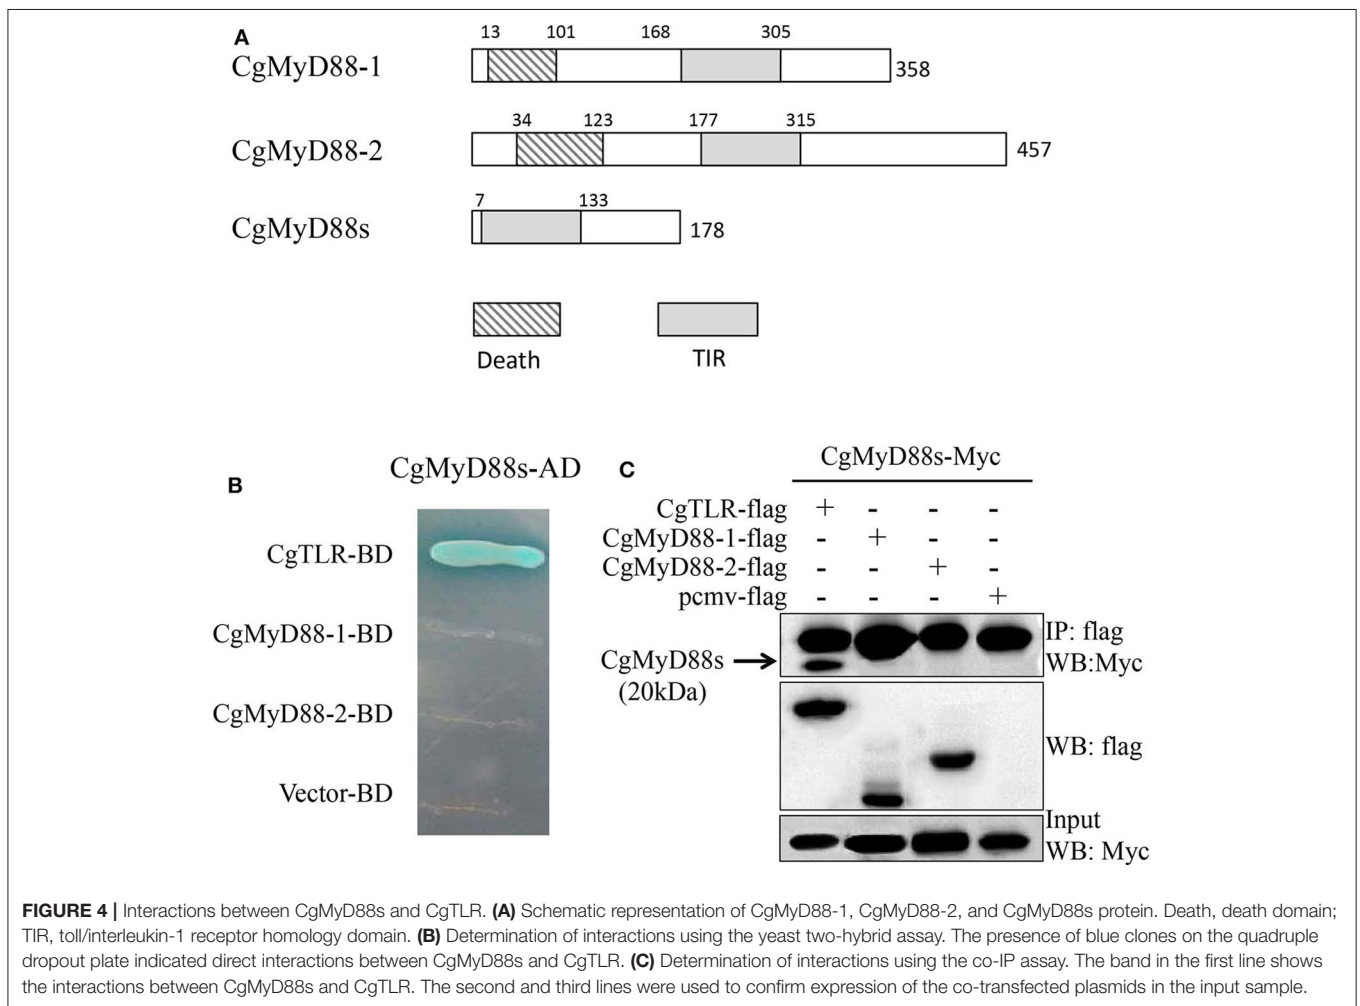 A
13 101 168 305
CgMyD88-1 358
34 123 177 315
CgMyD88-2 457
7 133
CgMyD88s 178
Death TIR
B
CgMyD88s-AD
CgTLR-BD
CgMyD88-1-BD
CgMyD88-2-BD
Vector-BD
C
CgMyD88s-Myc
CgTLR-flag + - - -
CgMyD88-1-flag - + - -
CgMyD88-2-flag - - + -
pcmv-flag - - - +
IP: flag
WB:Myc
CgMyD88s
(20kDa)
WB: flag
Input
WB: Myc
FIGURE 4 | Interactions between CgMyD88s and CgTLR. (A) Schematic representation of CgMyD88-1, CgMyD88-2, and CgMyD88s protein. Death, death domain;
TIR, toll/interleukin-1 receptor homology domain. (B) Determination of interactions using the yeast two-hybrid assay. The presence of blue clones on the quadruple
dropout plate indicated direct interactions between CgMyD88s and CgTLR. (C) Determination of interactions using the co-IP assay. The band in the first line shows
the interactions between CgMyD88s and CgTLR. The second and third lines were used to confirm expression of the co-transfected plasmids in the input sample.